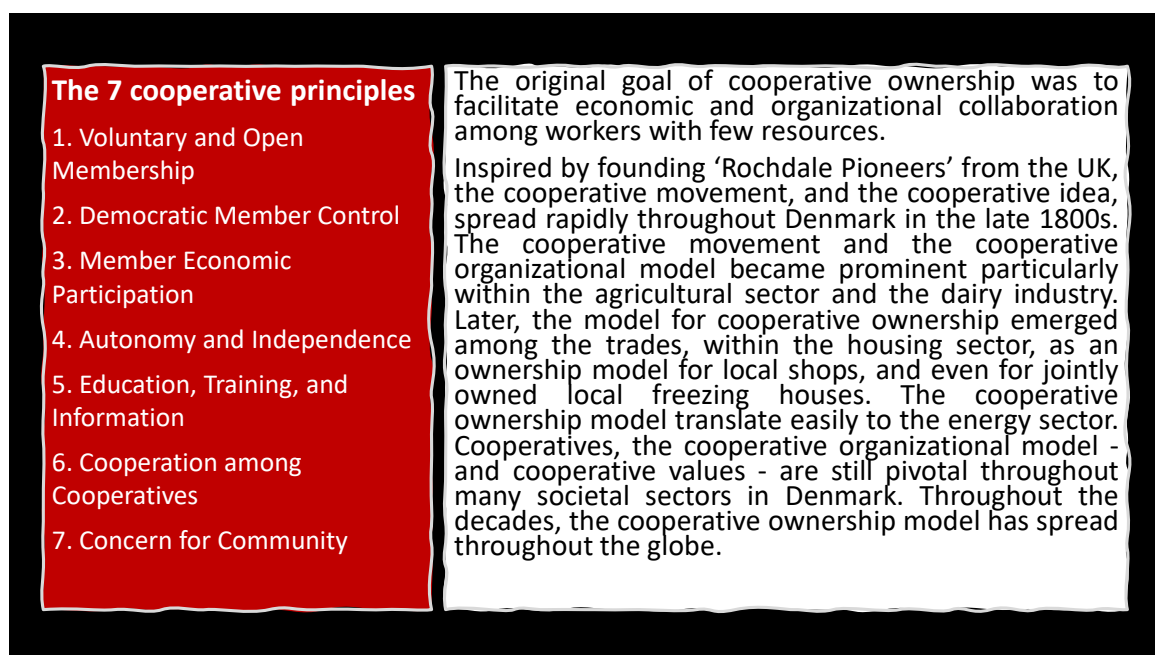 The 7 cooperative principles
1. Voluntary and Open
Membership
2. Democratic Member Control
3. Member Economic
Participation
4. Autonomy and Independence
5. Education, Training, and
Information
6. Cooperation among
Cooperatives
7. Concern for Community
The original goal of cooperative ownership was to
facilitate economic and organizational collaboration
among workers with few resources.
Inspired by founding ‘Rochdale Pioneers’ from the UK,
the cooperative movement, and the cooperative idea,
spread rapidly throughout Denmark in the late 1800s.
The cooperative movement and the cooperative
organizational model became prominent particularly
within the agricultural sector and the dairy industry.
Later, the model for cooperative ownership emerged
among the trades, within the housing sector, as an
ownership model for local shops, and even for jointly
owned local freezing houses. The cooperative
ownership model translate easily to the energy sector.
Cooperatives, the cooperative organizational model -
and cooperative values - are still pivotal throughout
many societal sectors in Denmark. Throughout the
decades, the cooperative ownership model has spread
throughout the globe.